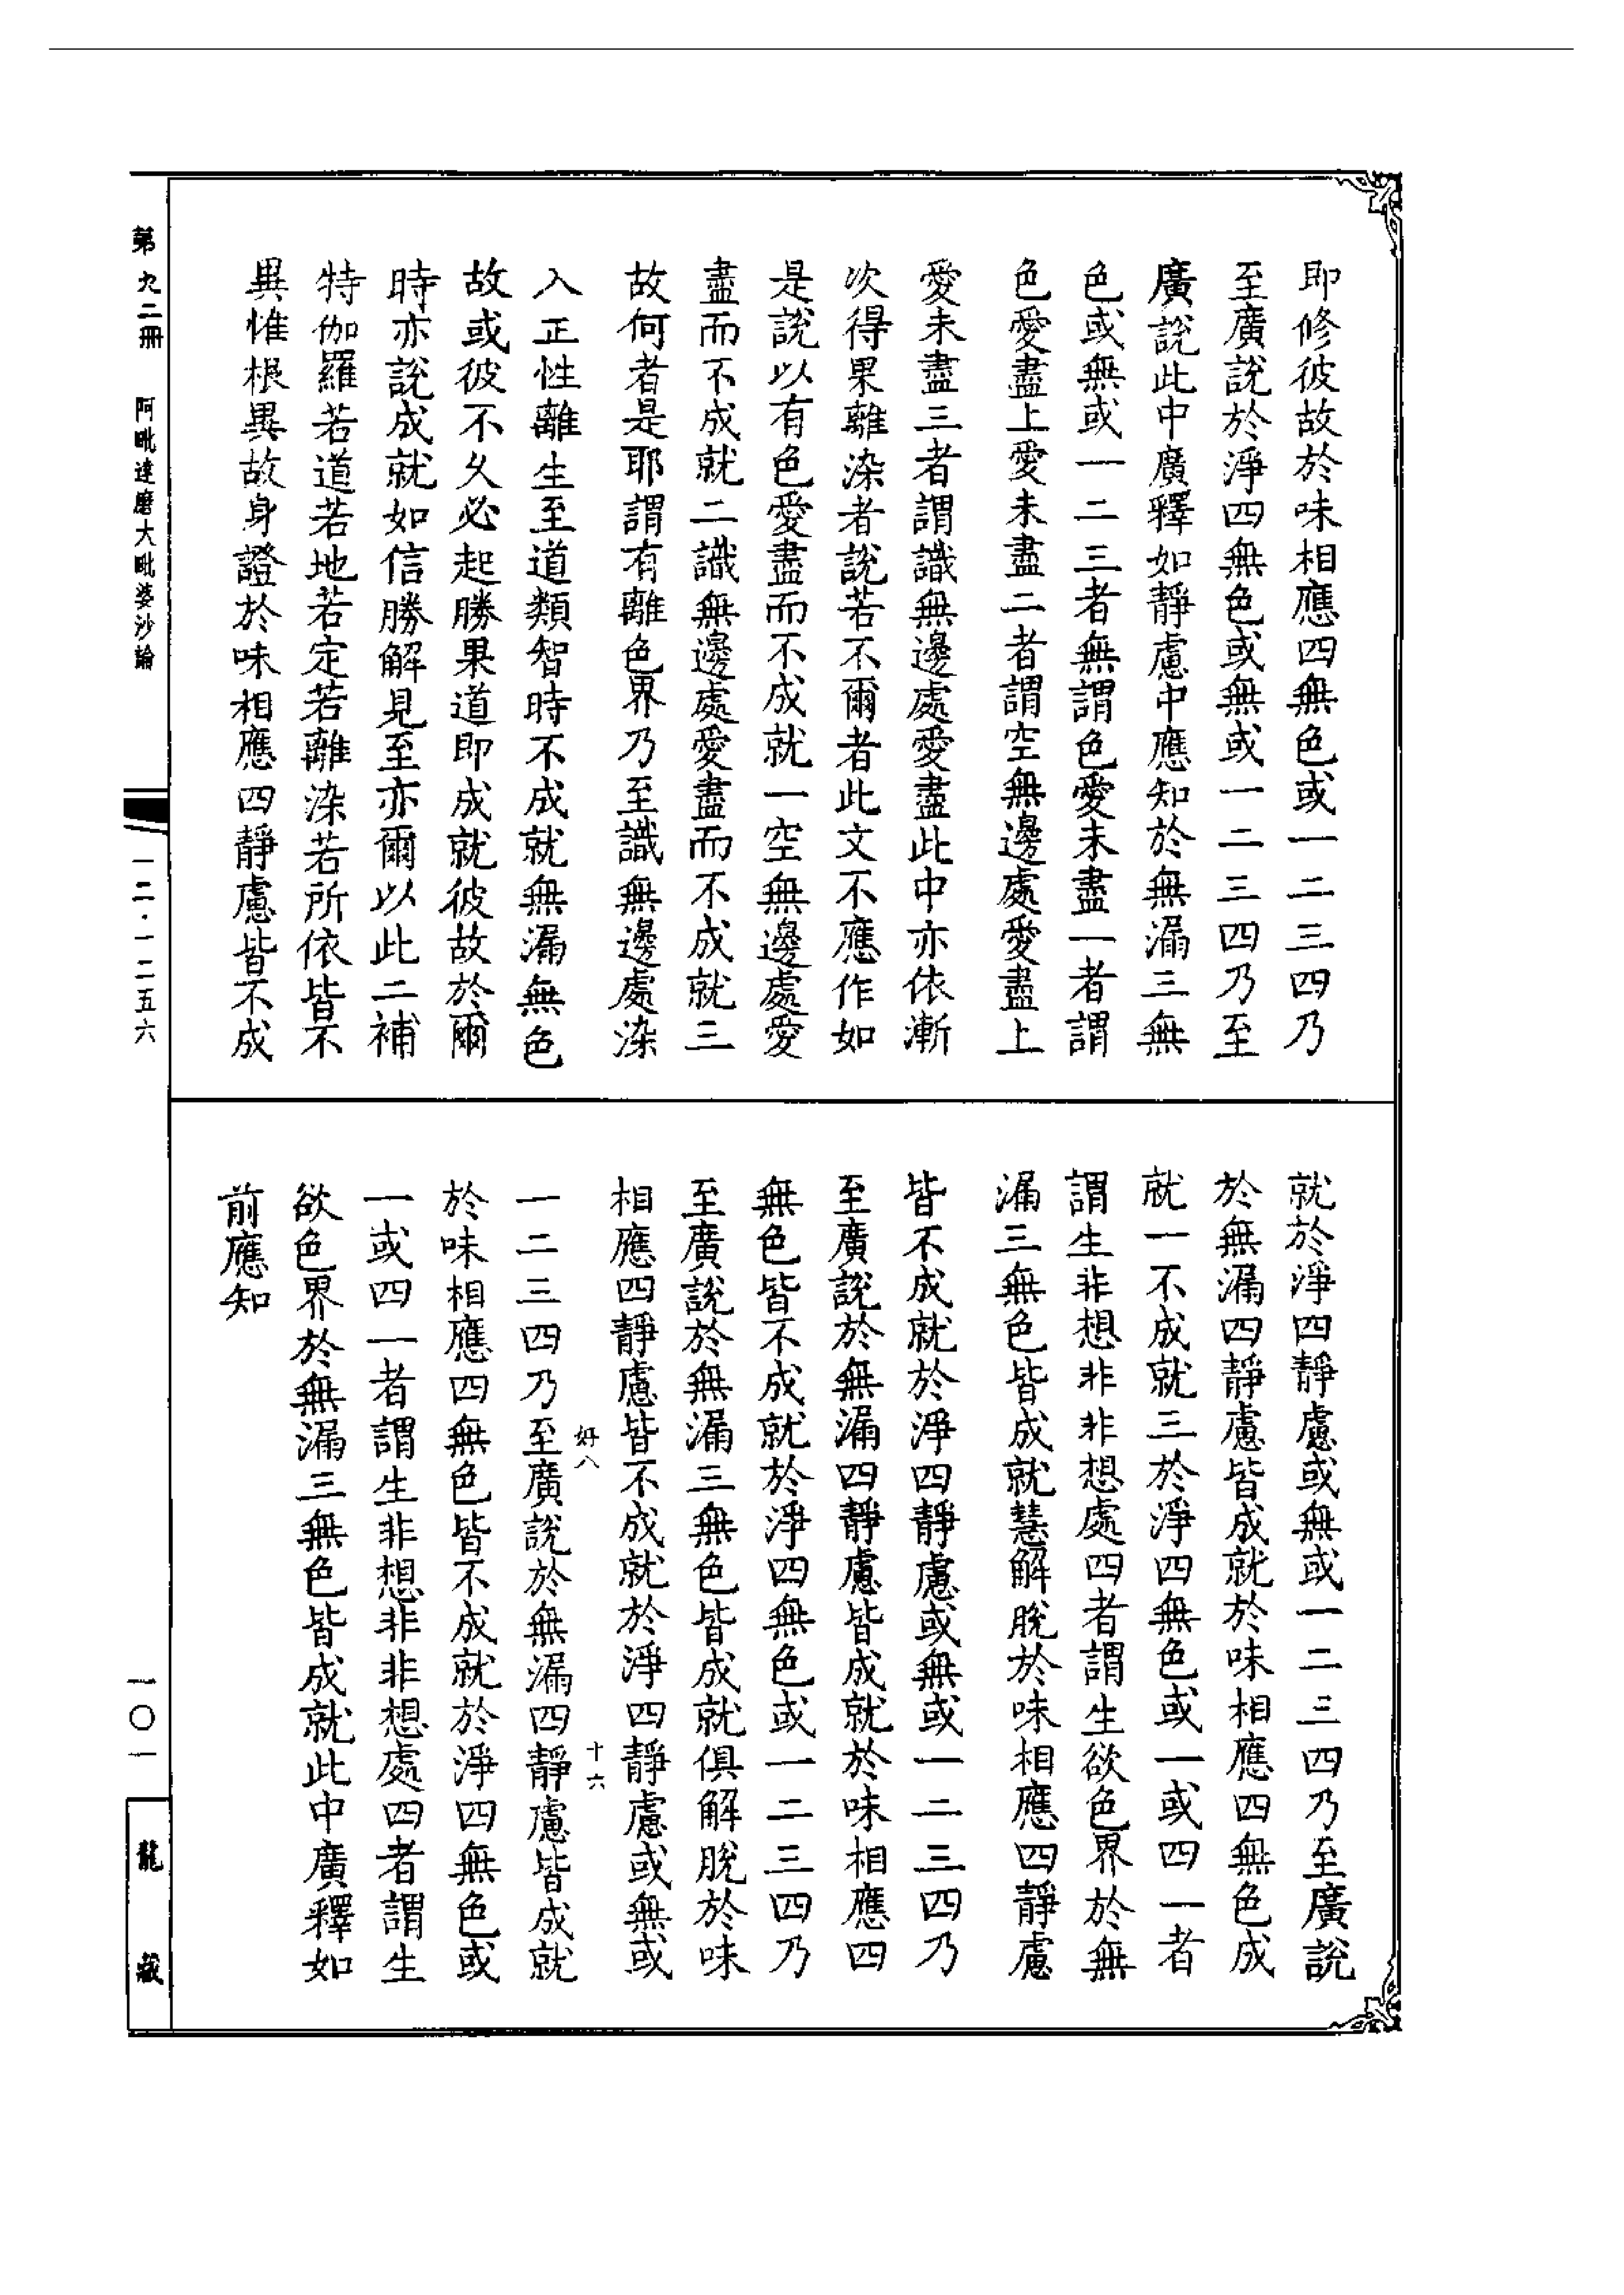 即修彼故於味相應四無色或一二三四乃
至廣說於淨四無色或無或一二三四乃至
廣說此中廣釋如靜慮中應知於無漏三無
色或無或一二三者無謂色愛未盡一者謂
色愛盡上愛未盡二者謂空無邊處愛盡上
愛未盡三者謂識無邊處愛盡此中亦依漸
次得果離染者說若不爾者此文不應作如
是說以有色愛盡而不成就一空無邊處愛
盡而不成就二識無邊處愛盡而不成就三
故何者是耶謂有離色界乃至識無邊處染
入正性離生至道類智時不成就無漏無色
故或彼不久必起勝果道即成就彼故於爾
時亦說成就如信勝解見至亦爾以此二補
特伽羅若道若地若定若離染若所依皆不
異惟根異故身證於味相應四靜慮皆不成
就於淨四靜慮或無或一二三四乃至廣說
於無漏四靜慮皆成就於味相應四無色成
就一不成就三於淨四無色或一或四一者
謂生非想非非想處四者謂生欲色界於無
漏三無色皆成就慧解脫於味相應四靜慮
皆不成就於淨四靜慮或無或一二三四乃
至廣說於無漏四靜慮皆成就於味相應四
無色皆不成就於淨四無色或一二三四乃
至廣說於無漏三無色皆成就俱解脫於味
相應四靜慮皆不成就於淨四靜慮或無或
好八
十六
一二三四乃至廣說於無漏四靜慮皆成就
於味相應四無色皆不成就於淨四無色或
一或四一者謂生非想非非想處四者謂生
欲色界於無漏三無色皆成就此中廣釋如
前應知
第九二冊　阿毗達磨大毗婆沙論
一二·一二五六
一〇一
龍藏